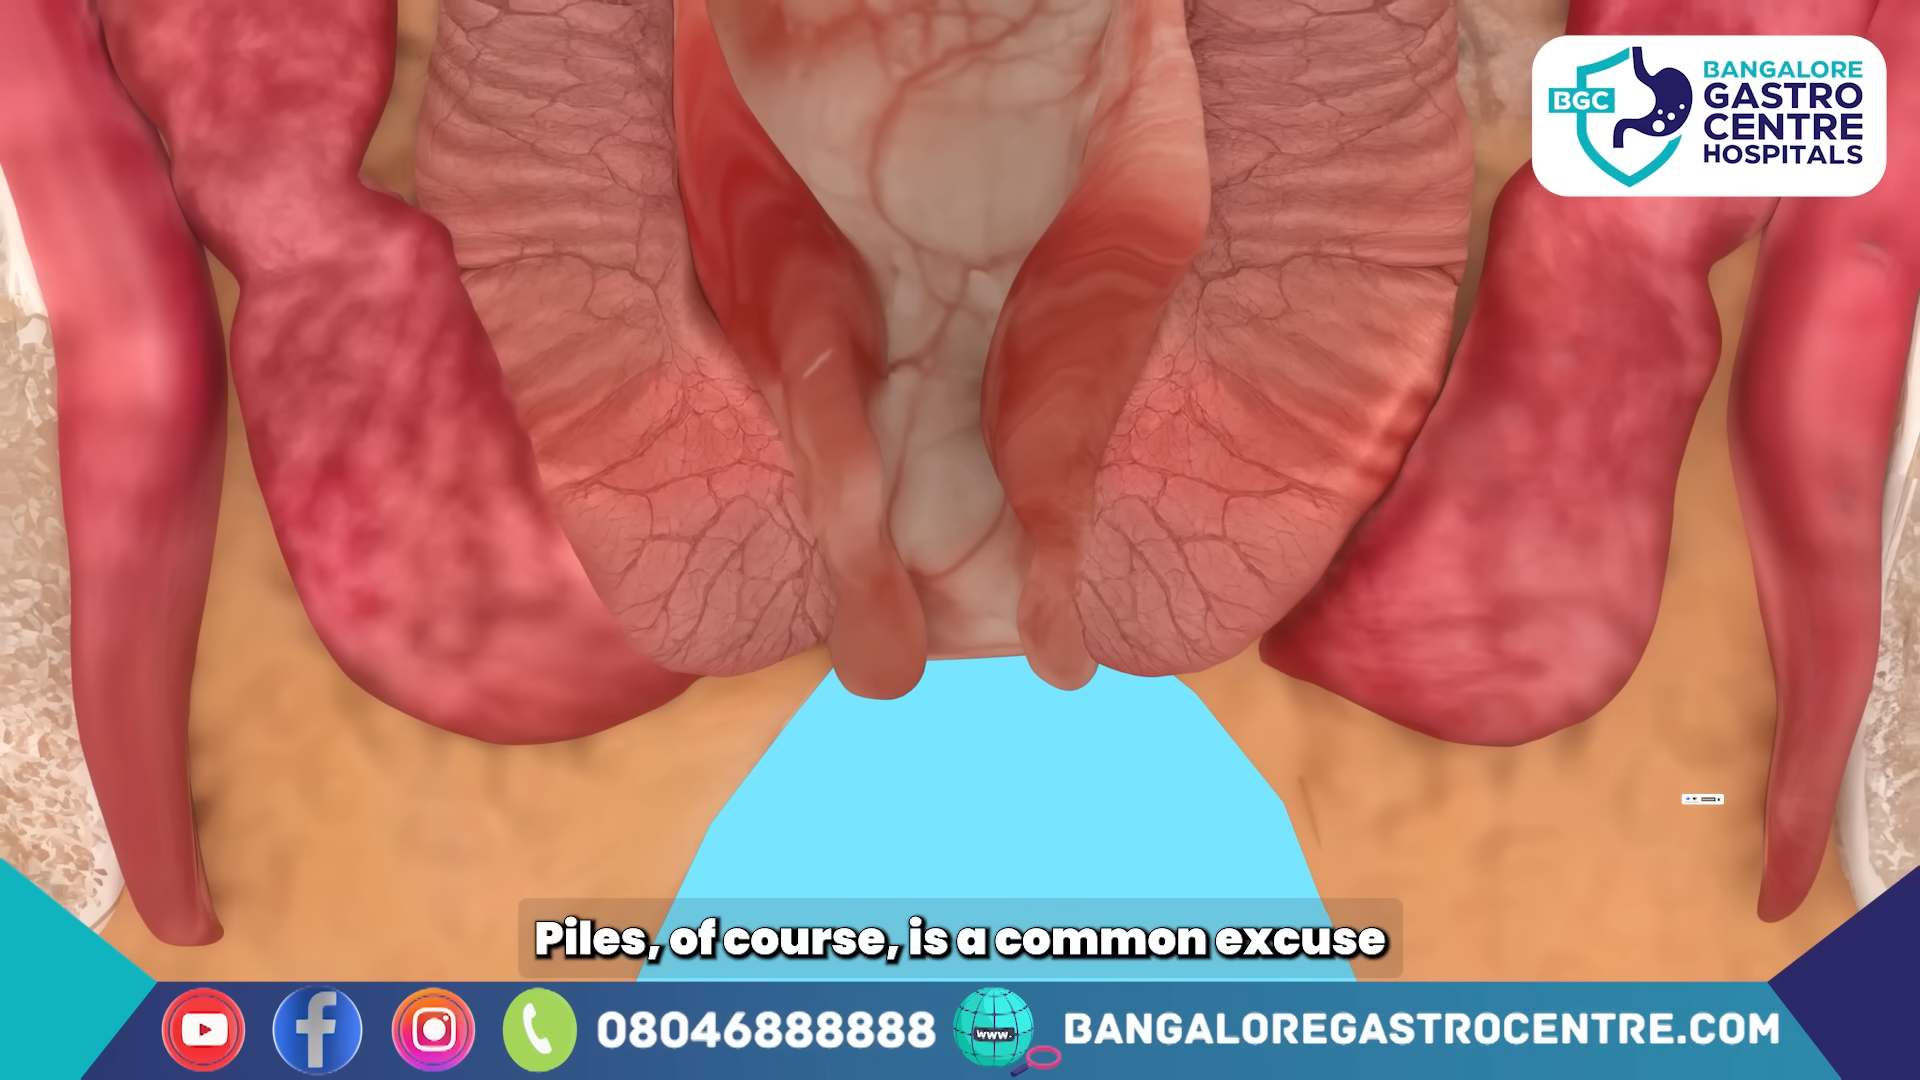 BGC
BANGALORE
GASTRO
CENTRE
HOSPITALS
Piles, of course, is a common excuse
08046888888
www.
BANGALOREGASTROCENTRE.COM